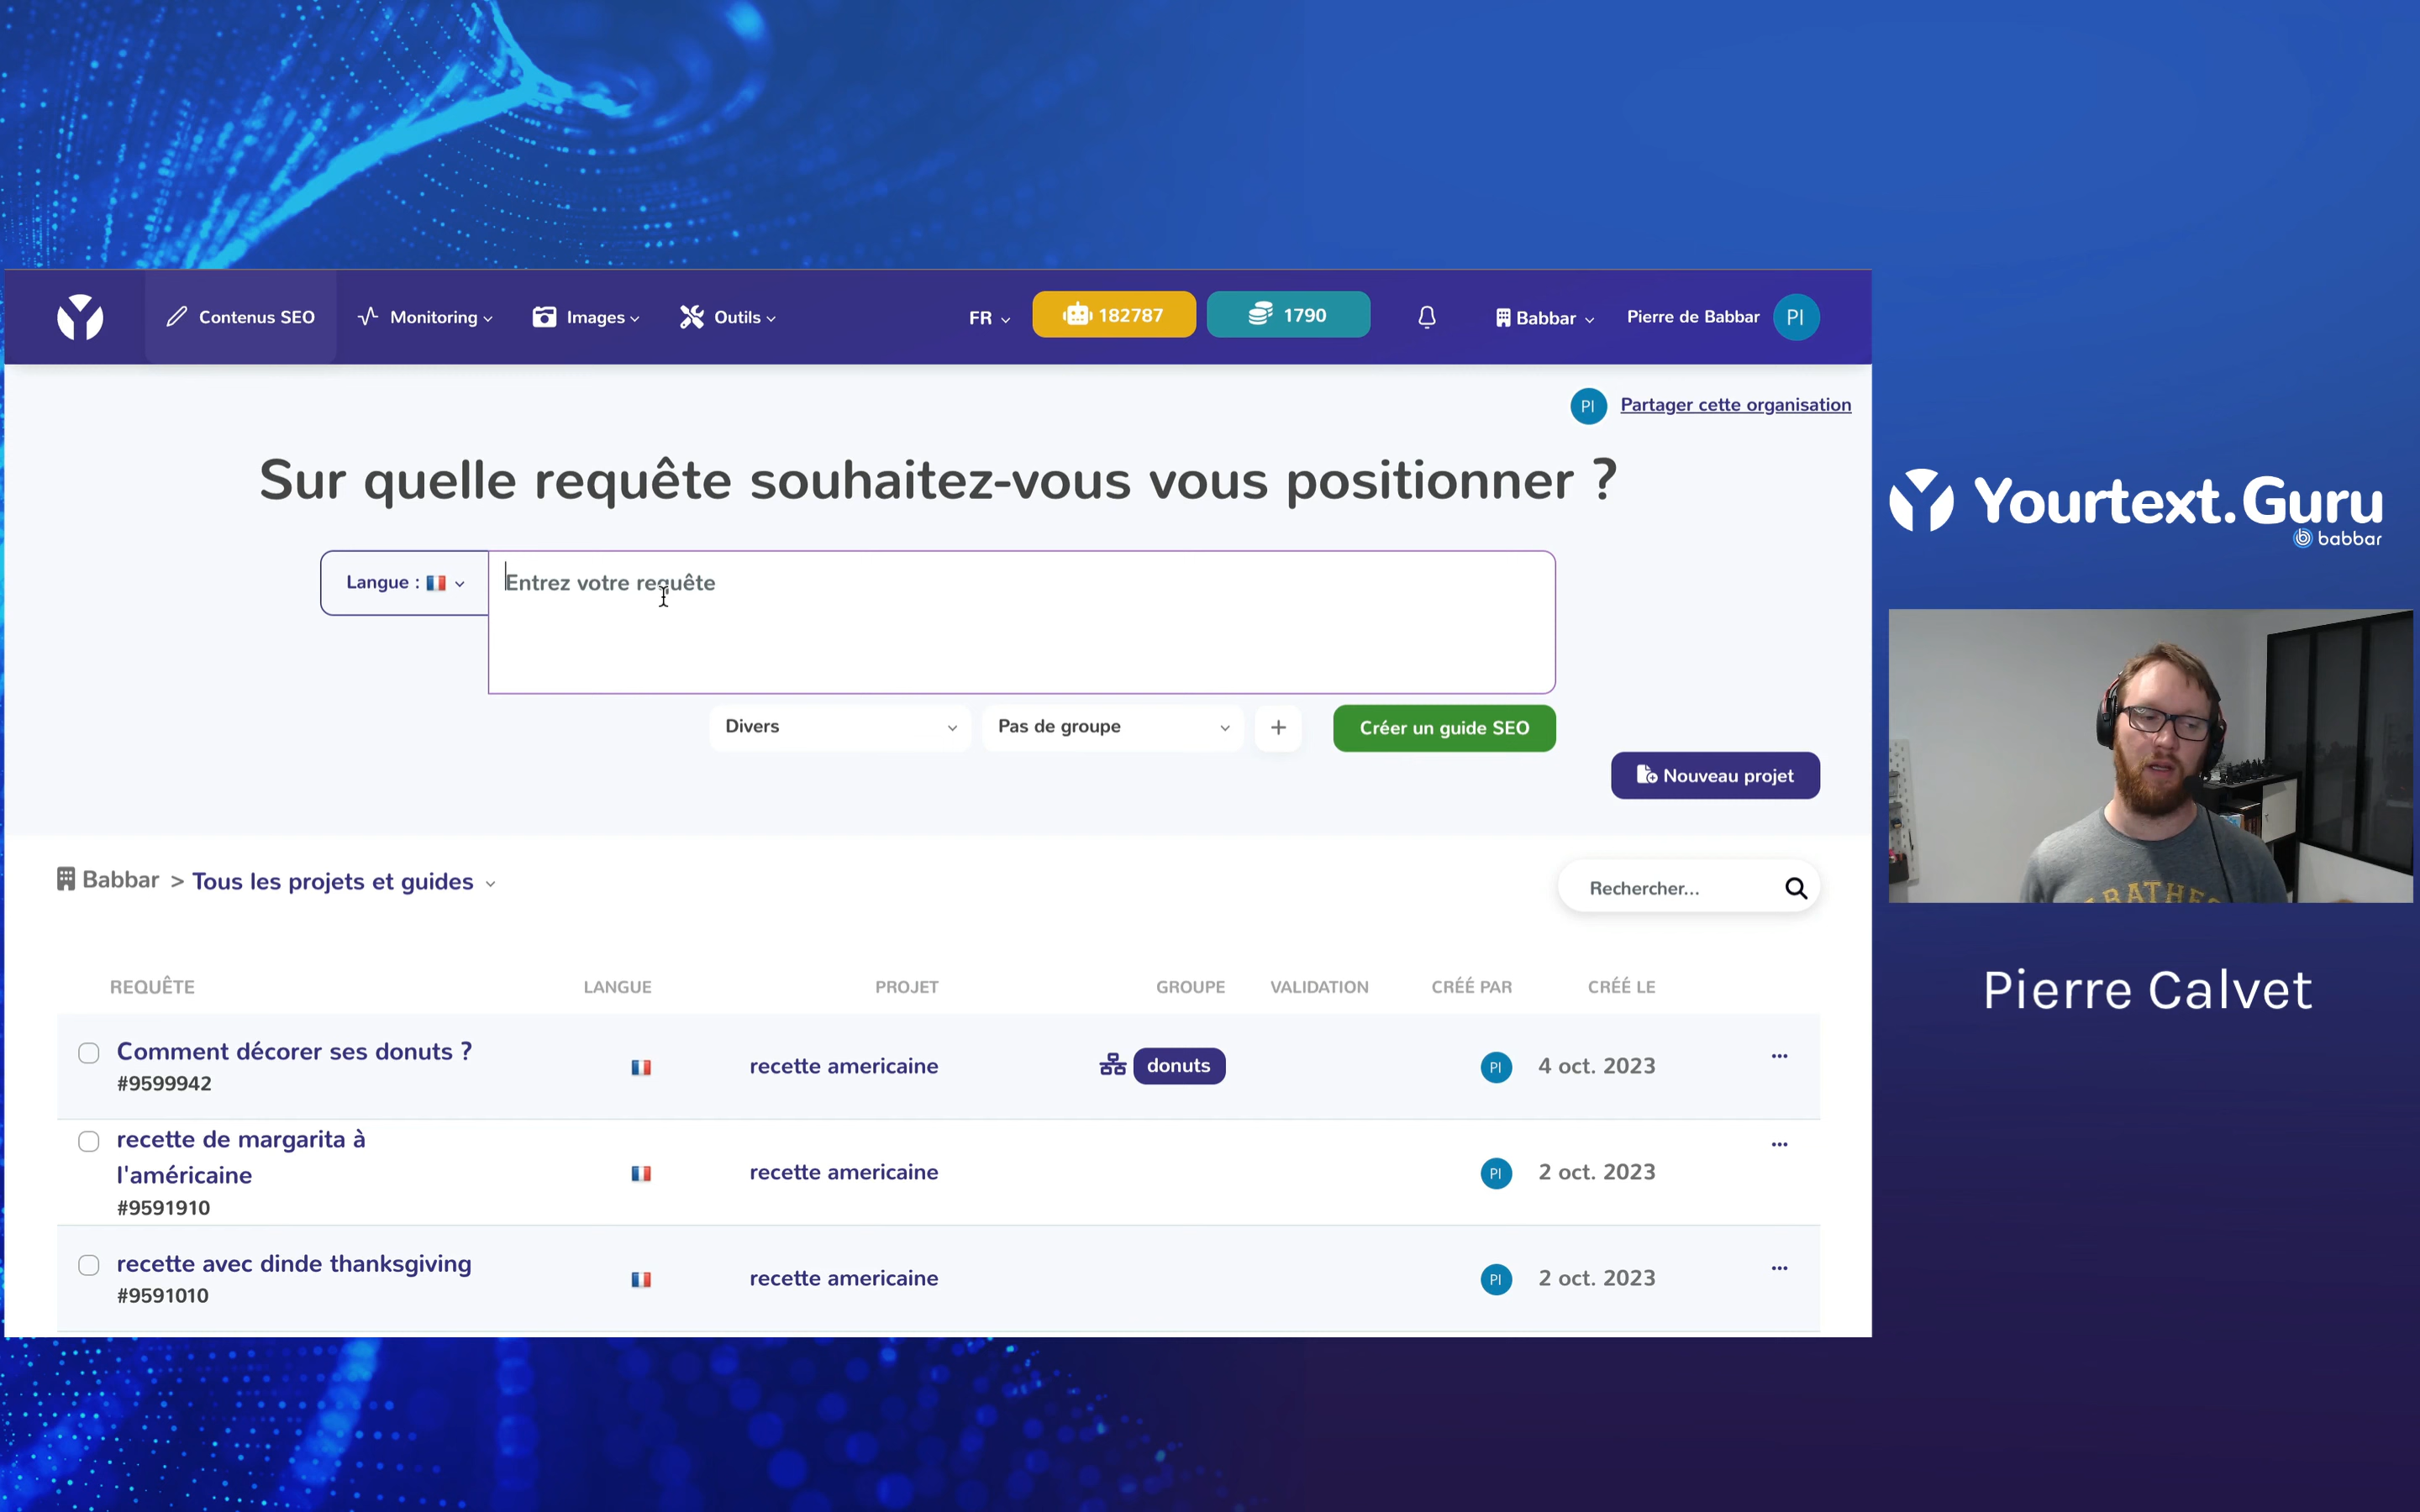 Contenus SEO
Monitoring
Images
Outils
FR
182787
1790
Babbar
Pierre de Babbar
PI
PI
Partager cette organisation
Sur quelle requête souhaitez-vous vous positionner ?
Langue :
Entrez votre requête
Divers
Pas de groupe
+
Créer un guide SEO
Nouveau projet
Babbar > Tous les projets et guides
Rechercher...
REQUÊTE LANGUE PROJET GROUPE VALIDATION CRÉÉ PAR CRÉÉ LE
Comment décorer ses donuts ?
#9599942
recette americaine
donuts
PI
4 oct. 2023
...
recette de margarita à
l'américaine
#9591910
recette americaine
PI
2 oct. 2023
...
recette avec dinde thanksgiving
#9591010
recette americaine
PI
2 oct. 2023
...
Yourtext.Guru
babbar
Pierre Calvet